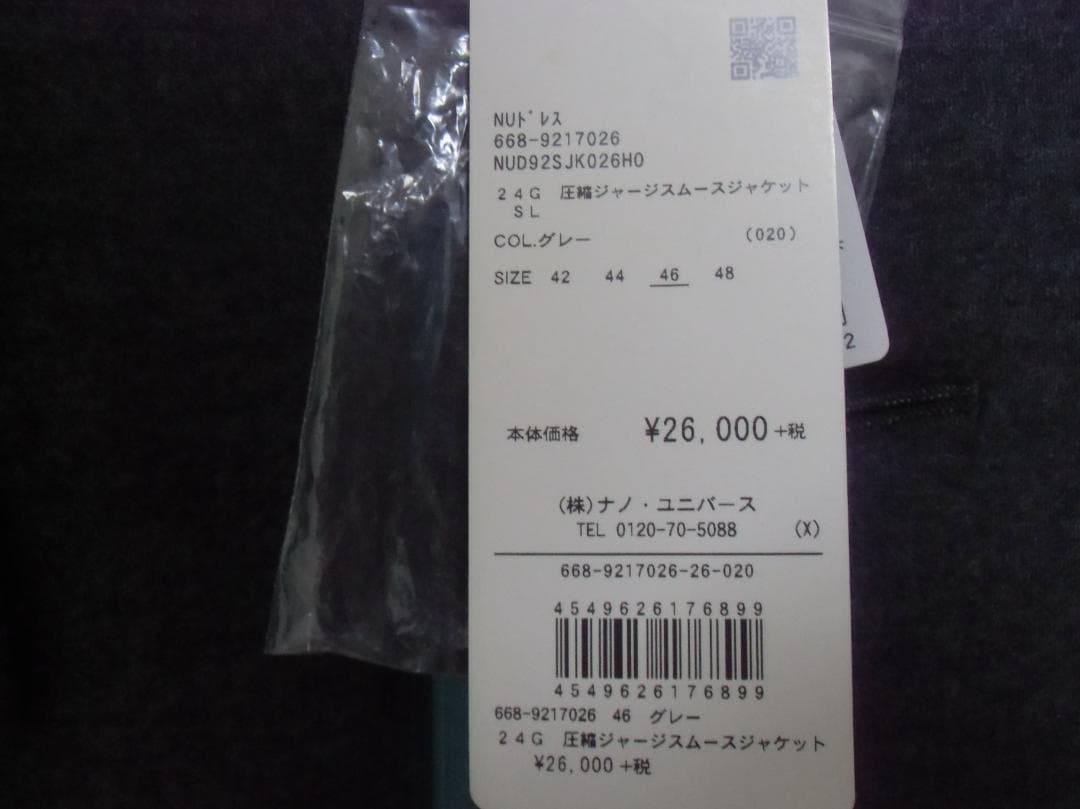 NUﾄﾞﾚｽ
668-9217026
NUD92SJK026HO
２４Ｇ　圧縮ジャージスムースジャケット
ＳＬ
COL.グレー (020)
SIZE 42 44 46 48
本体価格 ¥26,000+税
(株)ナノ・ユニバース
TEL 0120-70-5088 (X)
668-9217026-26-020
4549626176899
4549626176899
668-9217026 46 グレー
２４Ｇ　圧縮ジャージスムースジャケット
¥26,000+税
2